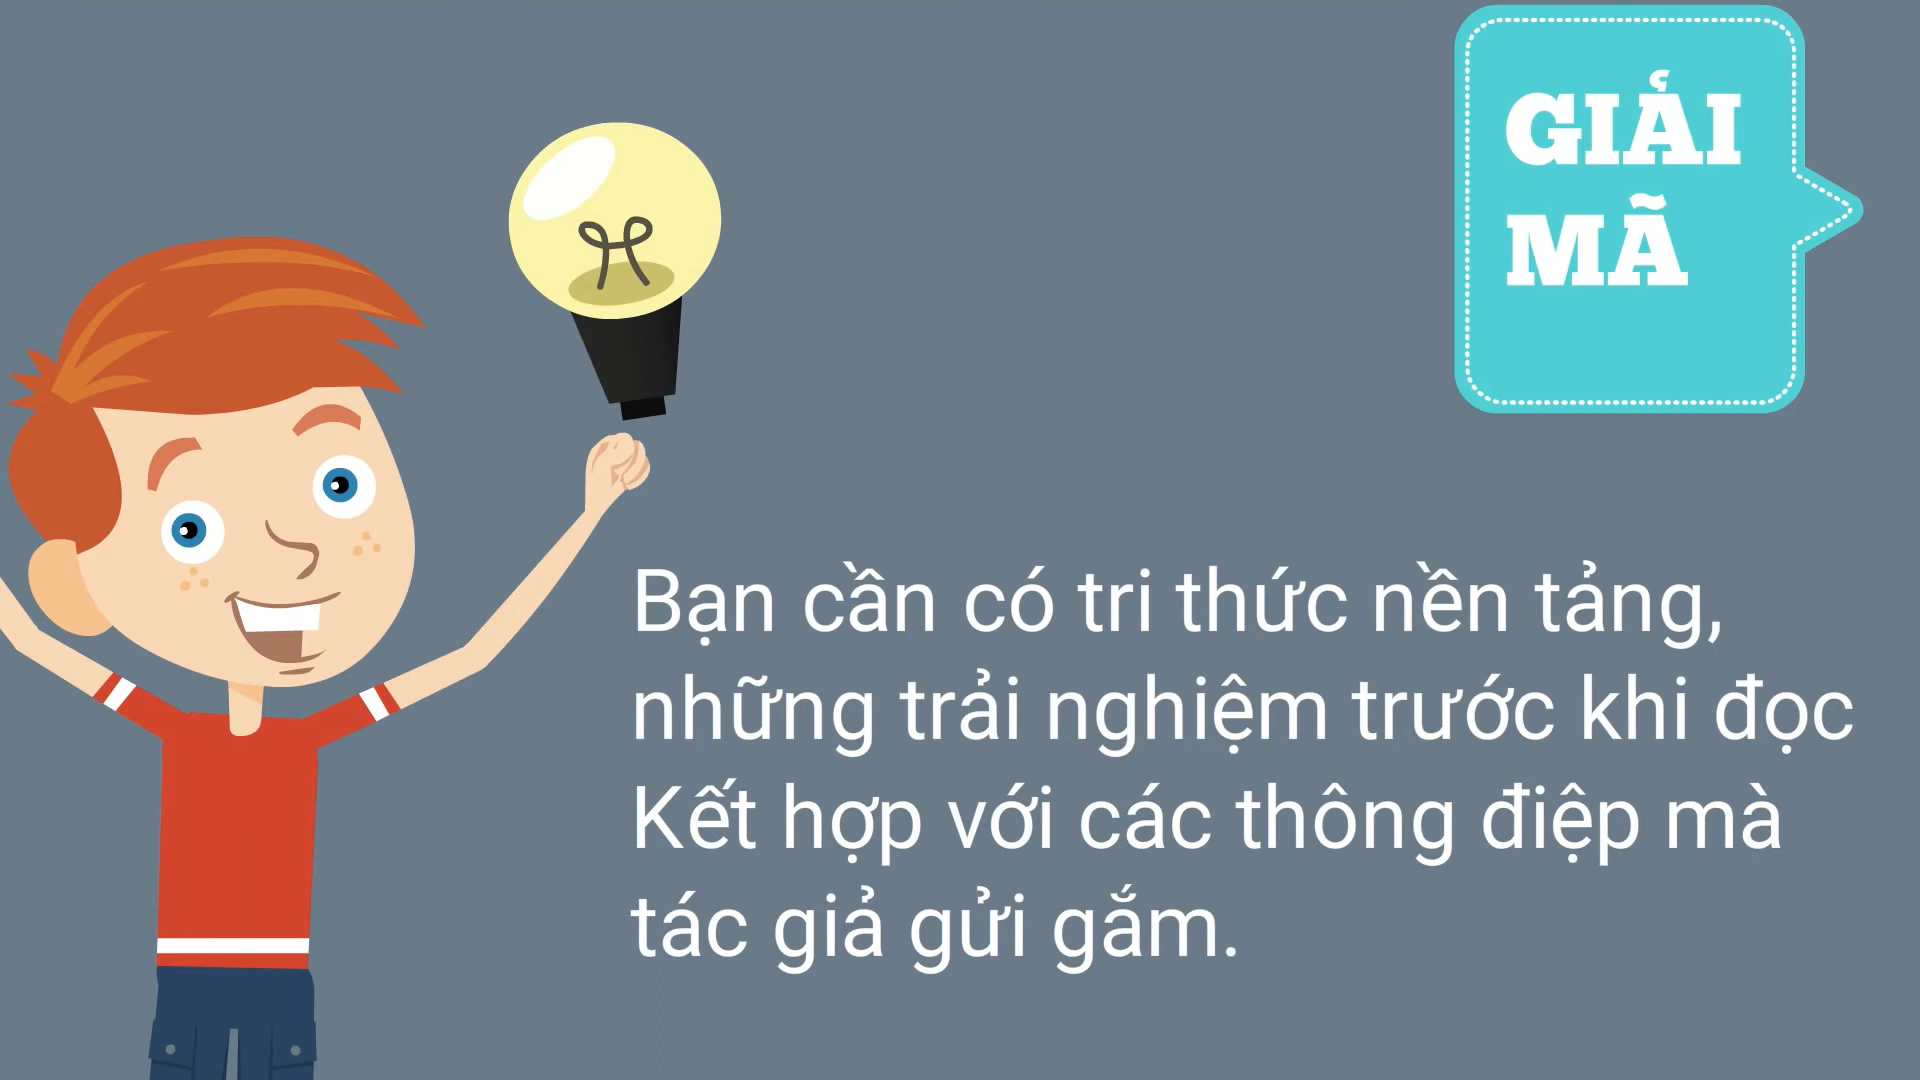 GIẢI
MÃ
Bạn cần có tri thức nền tảng,
những trải nghiệm trước khi đọc
Kết hợp với các thông điệp mà
tác giả gửi gắm.